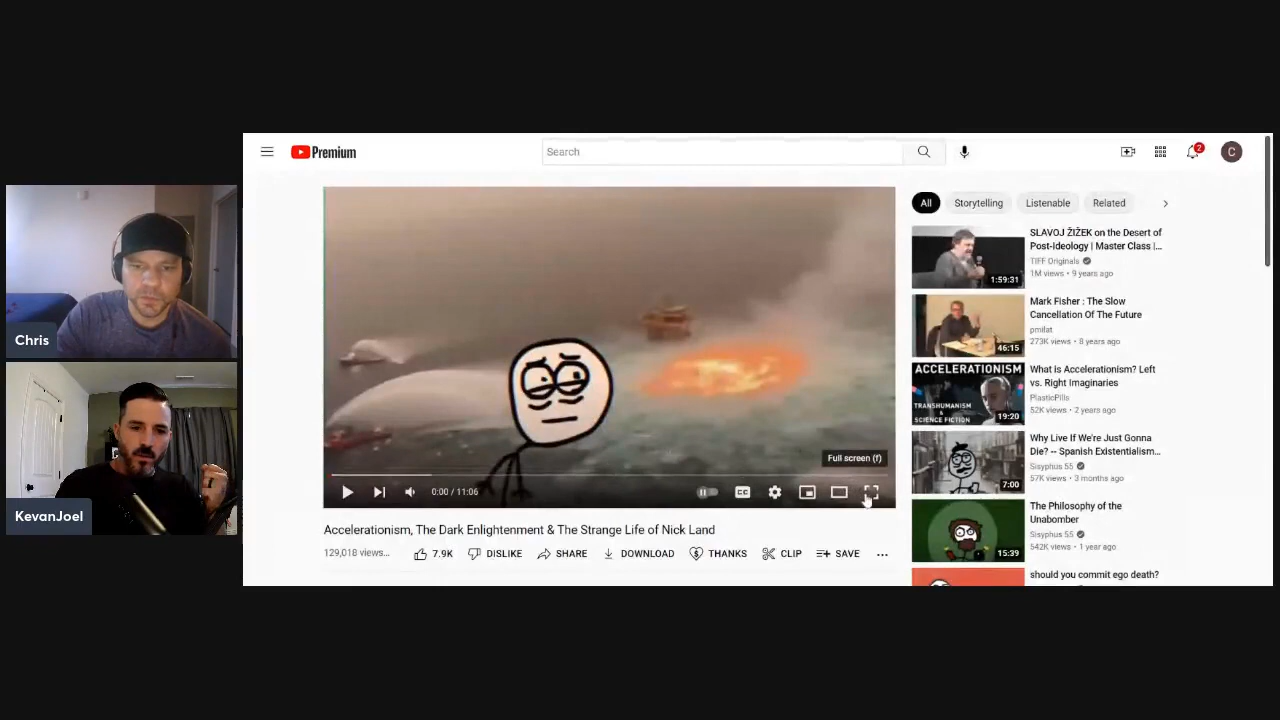 Premium
Search
2
C
Chris
KevanJoel
Full screen (f)
0:00 / 11:06
CC
Accelerationism, The Dark Enlightenment & The Strange Life of Nick Land
129,018 views...
7.9K
DISLIKE
SHARE
DOWNLOAD
THANKS
CLIP
SAVE
All
Storytelling
Listenable
Related
SLAVOJ ŽIŽEK on the Desert of
Post-ideology | Master Class |...
TIFF Originals
1M views • 9 years ago
1:59:31
Mark Fisher : The Slow
Cancellation Of The Future
pmilat
273K views • 8 years ago
46:15
ACCELERATIONISM
TRANSHUMANISM
& SCIENCE FICTION
19:20
What is Accelerationism? Left
vs. Right Imaginaries
PlasticPills
52K views • 2 years ago
Why Live If We're Just Gonna
Die? -- Spanish Existentialism...
Sisyphus 55
57K views • 3 months ago
7:00
The Philosophy of the
Unabomber
Sisyphus 55
542K views • 1 year ago
15:39
should you commit ego death?